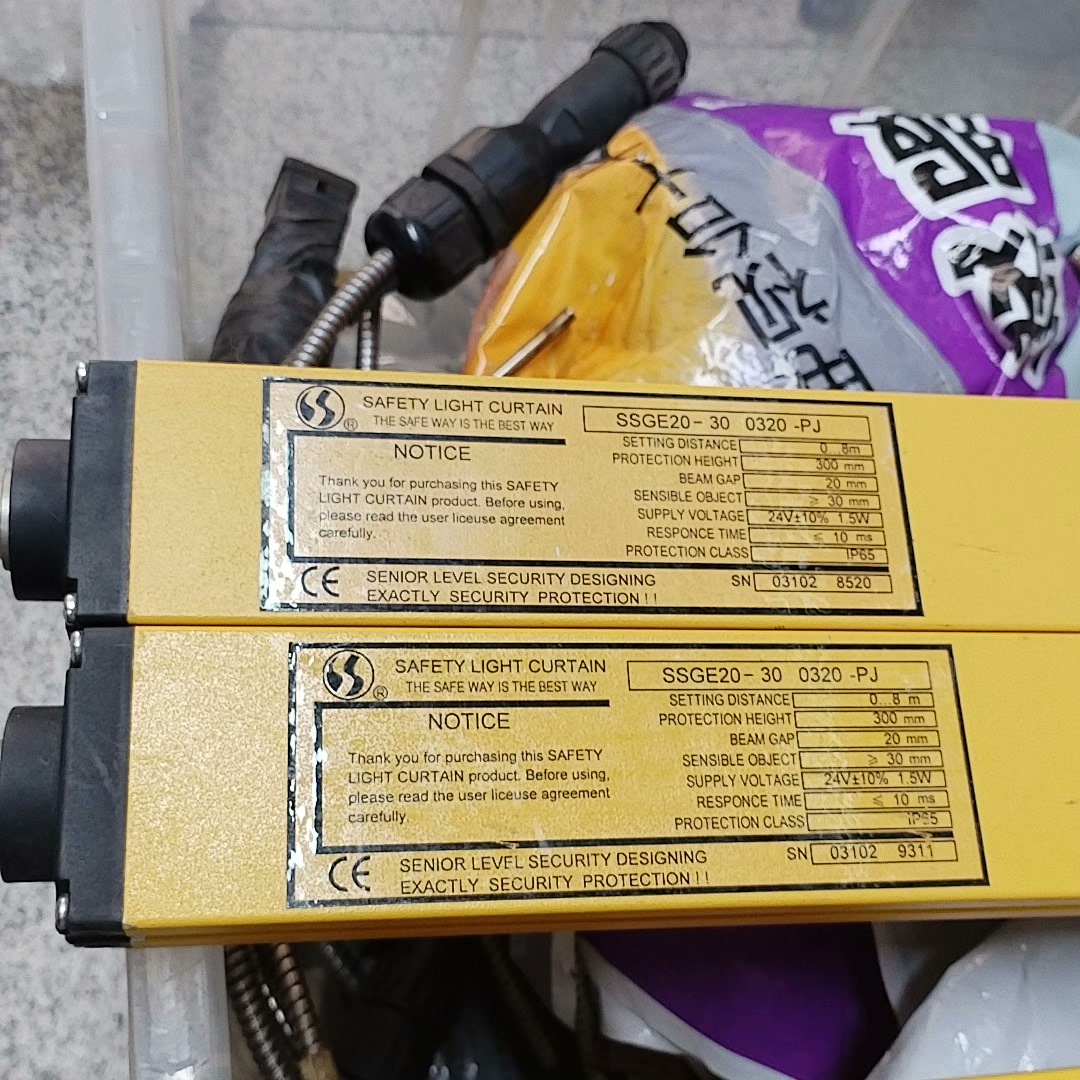 SAFETY LIGHT CURTAIN
THE SAFE WAY IS THE BEST WAY
®
NOTICE
Thank you for purchasing this SAFETY
LIGHT CURTAIN product. Before using,
please read the user liceuse agreement
carefully.
SSGE20-30 0320-PJ
SETTING DISTANCE 0...8m
PROTECTION HEIGHT 300 mm
BEAM GAP 20 mm
SENSIBLE OBJECT ≥ 30 mm
SUPPLY VOLTAGE 24V±10% 1.5W
RESPONCE TIME ≤ 10 ms
PROTECTION CLASS IP65
CE SENIOR LEVEL SECURITY DESIGNING
EXACTLY SECURITY PROTECTION!!
SN 03102 8520
SAFETY LIGHT CURTAIN
THE SAFE WAY IS THE BEST WAY
®
NOTICE
Thank you for purchasing this SAFETY
LIGHT CURTAIN product. Before using,
please read the user liceuse agreement
carefully.
SSGE20-30 0320-PJ
SETTING DISTANCE 0...8 m
PROTECTION HEIGHT 300 mm
BEAM GAP 20 mm
SENSIBLE OBJECT ≥ 30 mm
SUPPLY VOLTAGE 24V±10% 1.5W
RESPONCE TIME ≤ 10 ms
PROTECTION CLASS IP65
CE SENIOR LEVEL SECURITY DESIGNING
EXACTLY SECURITY PROTECTION!!
SN 03102 9311